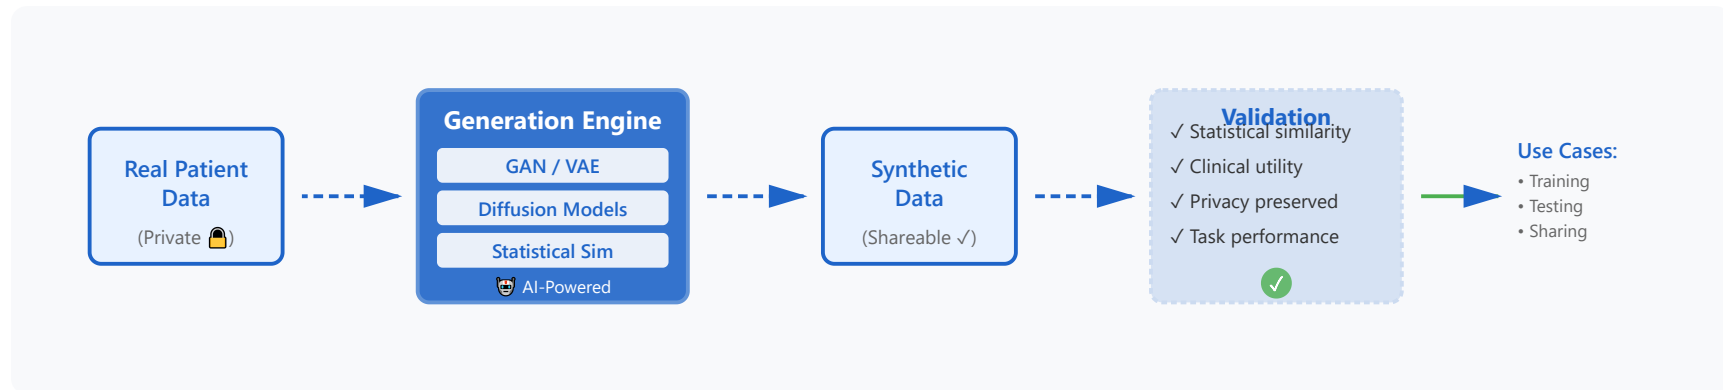 Real Patient
Data
(Private 🔒)
Generation Engine
GAN / VAE
Diffusion Models
Statistical Sim
🤖 AI-Powered
Synthetic
Data
(Shareable ✓)
Validation
✓ Statistical similarity
✓ Clinical utility
✓ Privacy preserved
✓ Task performance
✓
Use Cases:
• Training
• Testing
• Sharing